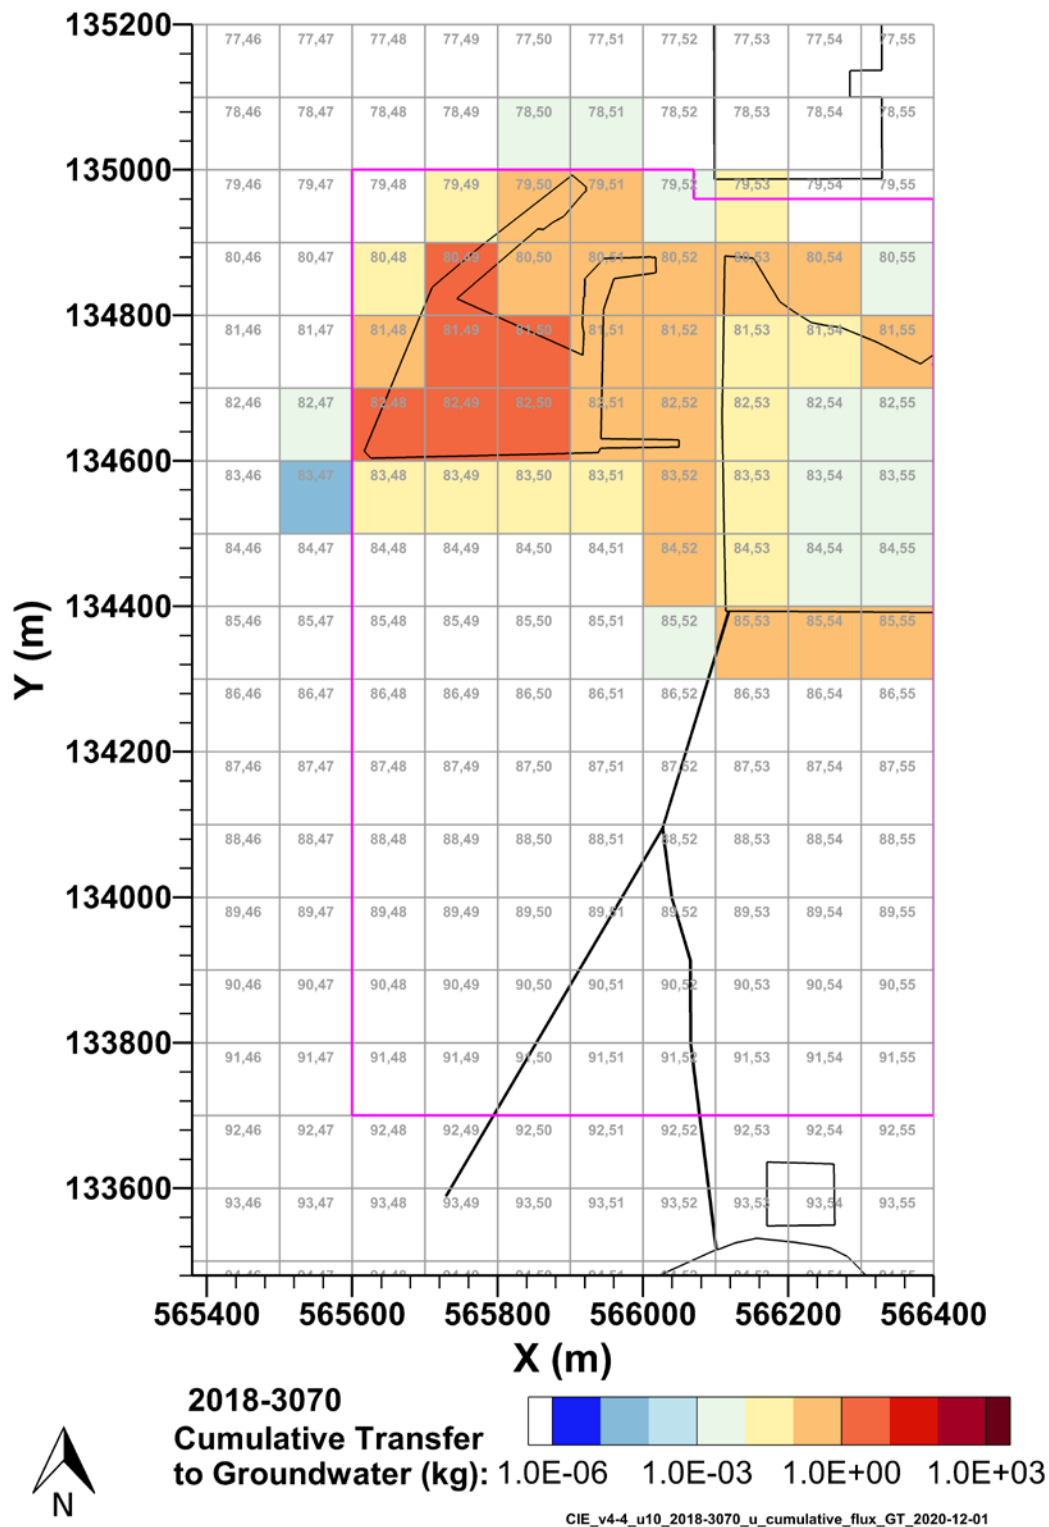 135200
77,46 77,47 77,48 77,49 77,50 77,51 77,52 77,53 77,54 77,55
78,46 78,47 78,48 78,49 78,50 78,51 78,52 78,53 78,54 78,55
135000
79,46 79,47 79,48 79,49 79,50 79,51 79,52 79,53 79,54 79,55
80,46 80,47 80,48 80,49 80,50 80,51 80,52 80,53 80,54 80,55
134800
81,46 81,47 81,48 81,49 81,50 81,51 81,52 81,53 81,54 81,55
82,46 82,47 82,48 82,49 82,50 82,51 82,52 82,53 82,54 82,55
134600
83,46 83,47 83,48 83,49 83,50 83,51 83,52 83,53 83,54 83,55
84,46 84,47 84,48 84,49 84,50 84,51 84,52 84,53 84,54 84,55
134400
85,46 85,47 85,48 85,49 85,50 85,51 85,52 85,53 85,54 85,55
Y (m)
86,46 86,47 86,48 86,49 86,50 86,51 86,52 86,53 86,54 86,55
134200
87,46 87,47 87,48 87,49 87,50 87,51 87,52 87,53 87,54 87,55
88,46 88,47 88,48 88,49 88,50 88,51 88,52 88,53 88,54 88,55
134000
89,46 89,47 89,48 89,49 89,50 89,51 89,52 89,53 89,54 89,55
90,46 90,47 90,48 90,49 90,50 90,51 90,52 90,53 90,54 90,55
133800
91,46 91,47 91,48 91,49 91,50 91,51 91,52 91,53 91,54 91,55
92,46 92,47 92,48 92,49 92,50 92,51 92,52 92,53 92,54 92,55
133600
93,46 93,47 93,48 93,49 93,50 93,51 93,52 93,53 93,54 93,55
565400 565600 565800 566000 566200 566400
X (m)
2018-3070
Cumulative Transfer
to Groundwater (kg): 1.0E-06 1.0E-03 1.0E+00 1.0E+03
N
CIE_v4-4_u10_2018-3070_u_cumulative_flux_GT_2020-12-01